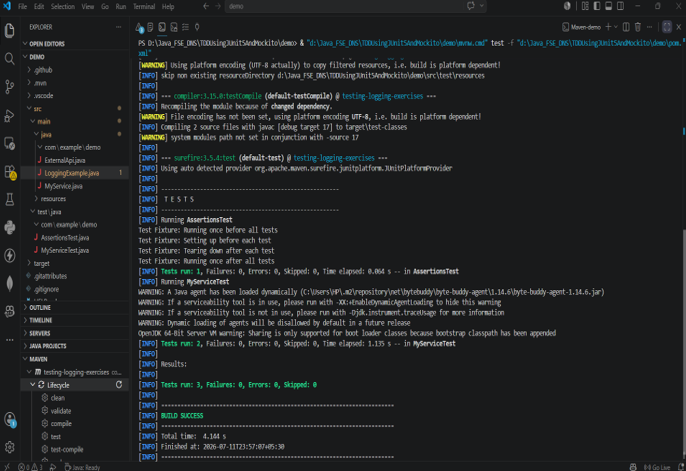 File Edit Selection View Go Run Terminal Help
demo
EXPLORER
OPEN EDITORS
DEMO
.github
.mvn
.vscode
src
main
java
com\example\demo
ExternalApi.java
LoggingExample.java 1
MyService.java
resources
test\java
com\example\demo
AssertionsTest.java
MyServiceTest.java
target
.gitattributes
.gitignore
OUTLINE
TIMELINE
SERVERS
JAVA PROJECTS
MAVEN
testing-logging-exercises co...
Lifecycle
clean
validate
compile
test
test-compile
Maven-demo
PS D:\Java_FSE_DNS\TDDUsingJUnitSAndMockito\demo> & "d:\Java_FSE_DNS\TDDUsingJUnitSAndMockito\demo\mvnw.cmd" test -f "d:\Java_FSE_DNS\TDDUsingJUnitSAndMockito\demo\pom.
xml"
[WARNING] Using platform encoding (UTF-8 actually) to copy filtered resources, i.e. build is platform dependent!
[INFO] skip non existing resourceDirectory d:\Java_FSE_DNS\TDDUsingJUnitSAndMockito\demo\src\test\resources
[INFO]
[INFO] --- compiler:3.15.0:testCompile (default-testCompile) @ testing-logging-exercises ---
[INFO] Recompiling the module because of changed dependency.
[WARNING] File encoding has not been set, using platform encoding UTF-8, i.e. build is platform dependent!
[INFO] Compiling 2 source files with javac [debug target 17] to target\test-classes
[WARNING] system modules path not set in conjunction with -source 17
[INFO]
[INFO] --- surefire:3.5.4:test (default-test) @ testing-logging-exercises ---
[INFO] Using auto detected provider org.apache.maven.surefire.junitplatform.JUnitPlatformProvider
[INFO]
[INFO] -------------------------------------------------------
[INFO] T E S T S
[INFO] -------------------------------------------------------
[INFO] Running AssertionsTest
Test Fixture: Running once before all tests
Test Fixture: Setting up before each test
Test Fixture: Tearing down after each test
Test Fixture: Running once after all tests
[INFO] Tests run: 1, Failures: 0, Errors: 0, Skipped: 0, Time elapsed: 0.064 s -- in AssertionsTest
[INFO] Running MyServiceTest
WARNING: A Java agent has been loaded dynamically (C:\Users\HP\.m2\repository\net\bytebuddy\byte-buddy-agent\1.14.6\byte-buddy-agent-1.14.6.jar)
WARNING: If a serviceability tool is in use, please run with -XX:+EnableDynamicAgentLoading to hide this warning
WARNING: If a serviceability tool is not in use, please run with -Djdk.instrument.traceUsage for more information
WARNING: Dynamic loading of agents will be disallowed by default in a future release
OpenJDK 64-Bit Server VM warning: Sharing is only supported for boot loader classes because bootstrap classpath has been appended
[INFO] Tests run: 2, Failures: 0, Errors: 0, Skipped: 0, Time elapsed: 1.135 s -- in MyServiceTest
[INFO]
[INFO] Results:
[INFO]
[INFO] Tests run: 3, Failures: 0, Errors: 0, Skipped: 0
[INFO]
[INFO] ------------------------------------------------------------------------
[INFO] BUILD SUCCESS
[INFO] ------------------------------------------------------------------------
[INFO] Total time: 4.144 s
[INFO] Finished at: 2026-07-11T23:57:07+05:30
[INFO] ------------------------------------------------------------------------
0 1 Java: Ready
Go Live